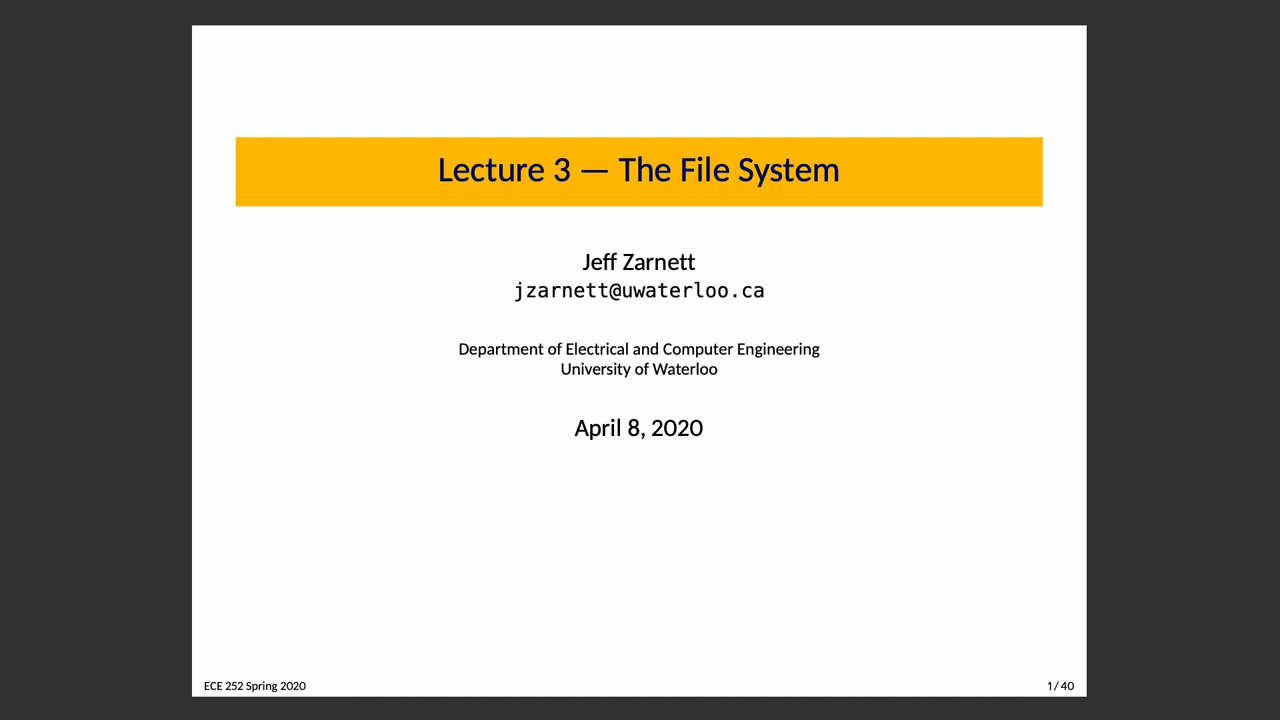 Lecture 3 — The File System
Jeff Zarnett
jzarnett@uwaterloo.ca
Department of Electrical and Computer Engineering
University of Waterloo
April 8, 2020
ECE 252 Spring 2020
1 / 40